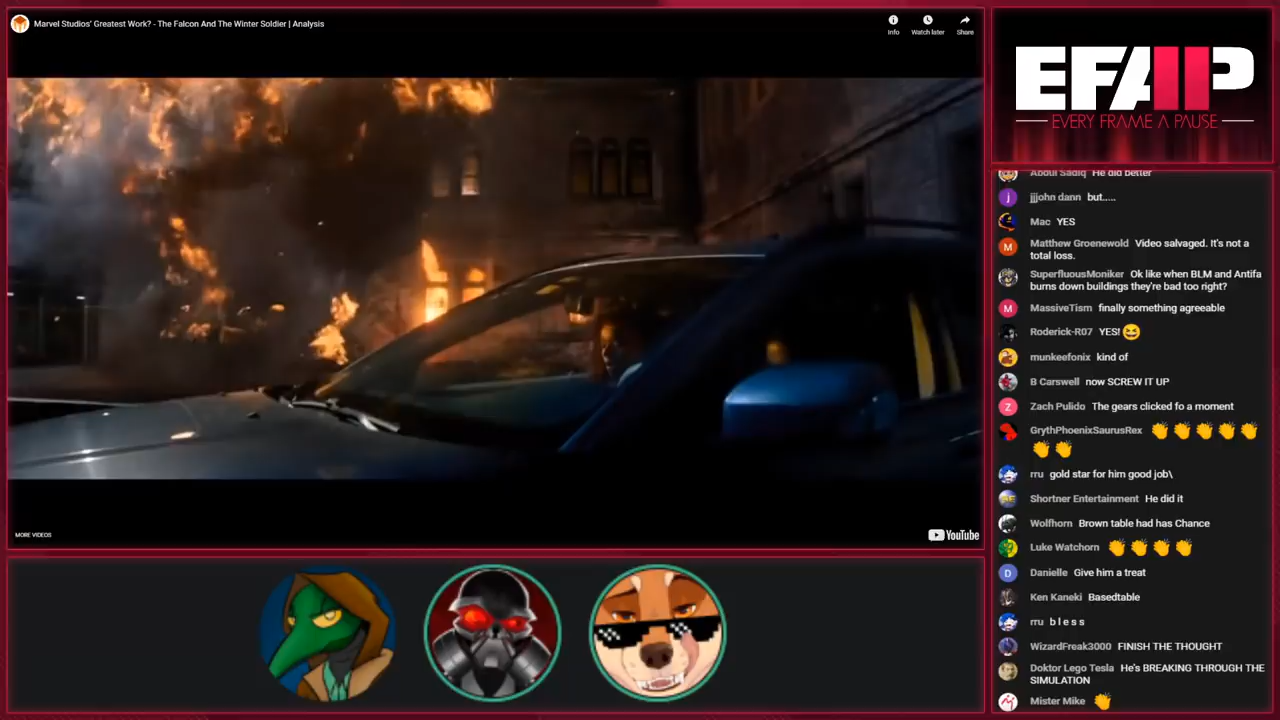 Marvel Studios' Greatest Work? - The Falcon And The Winter Soldier | Analysis
Info
Watch later
Share
MORE VIDEOS
YouTube
EFAP
EVERY FRAME A PAUSE
Abdul Sadiq He did better
jjjohn dann but.....
Mac YES
Matthew Groenewold Video salvaged. It's not a
total loss.
SuperfluousMoniker Ok like when BLM and Antifa
burns down buildings they're bad too right?
MassiveTism finally something agreeable
Roderick-R07 YES! 😆
munkeefonix kind of
B Carswell now SCREW IT UP
Zach Pulido The gears clicked fo a moment
GrythPhoenixSaurusRex 👏 👏 👏 👏 👏
👏 👏
rru gold star for him good job\
Shortner Entertainment He did it
Wolfhorn Brown table had has Chance
Luke Watchorn 👏 👏 👏 👏
Danielle Give him a treat
Ken Kaneki Basedtable
rru b l e s s
WizardFreak3000 FINISH THE THOUGHT
Doktor Lego Tesla He's BREAKING THROUGH THE
SIMULATION
Mister Mike 👏